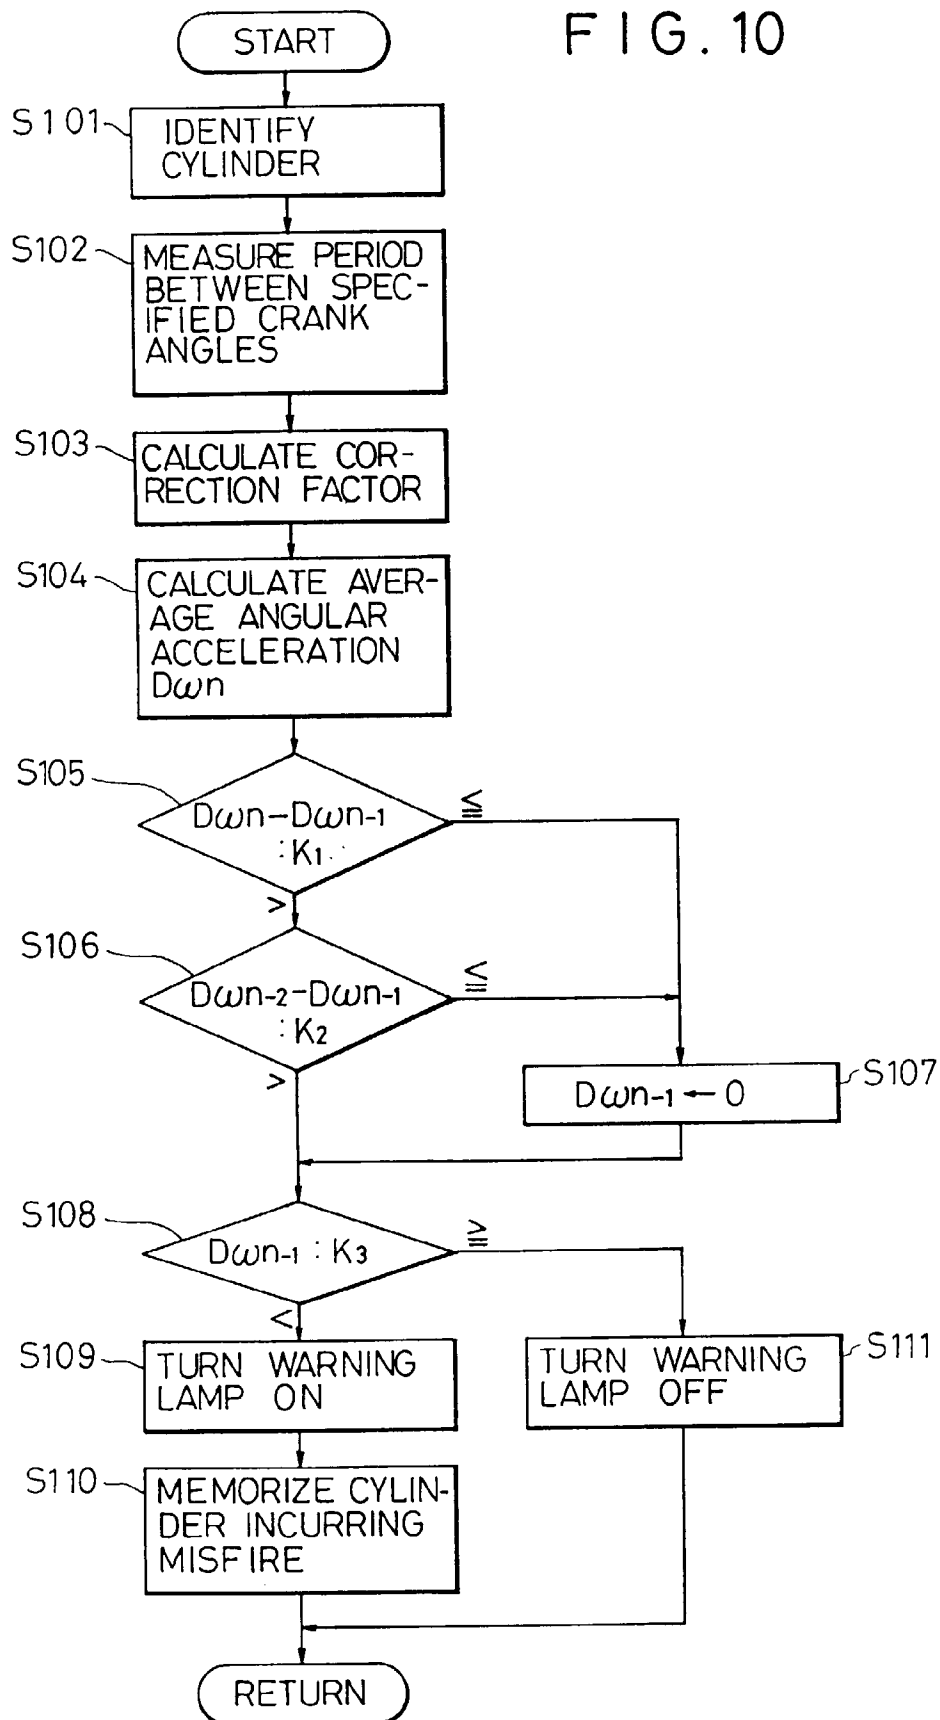 FIG. 10
START
S101
IDENTIFY
CYLINDER
S102
MEASURE PERIOD
BETWEEN SPEC-
IFIED CRANK
ANGLES
S103
CALCULATE COR-
RECTION FACTOR
S104
CALCULATE AVER-
AGE ANGULAR
ACCELERATION
Dωn
S105
Dωn-Dωn-1
:K1
≦
>
S106
Dωn-2-Dωn-1
:K2
≦
>
S107
Dωn-1←0
S108
Dωn-1 : K3
≧
<
S109
TURN WARNING
LAMP ON
S111
TURN WARNING
LAMP OFF
S110
MEMORIZE CYLIN-
DER INCURRING
MISFIRE
RETURN